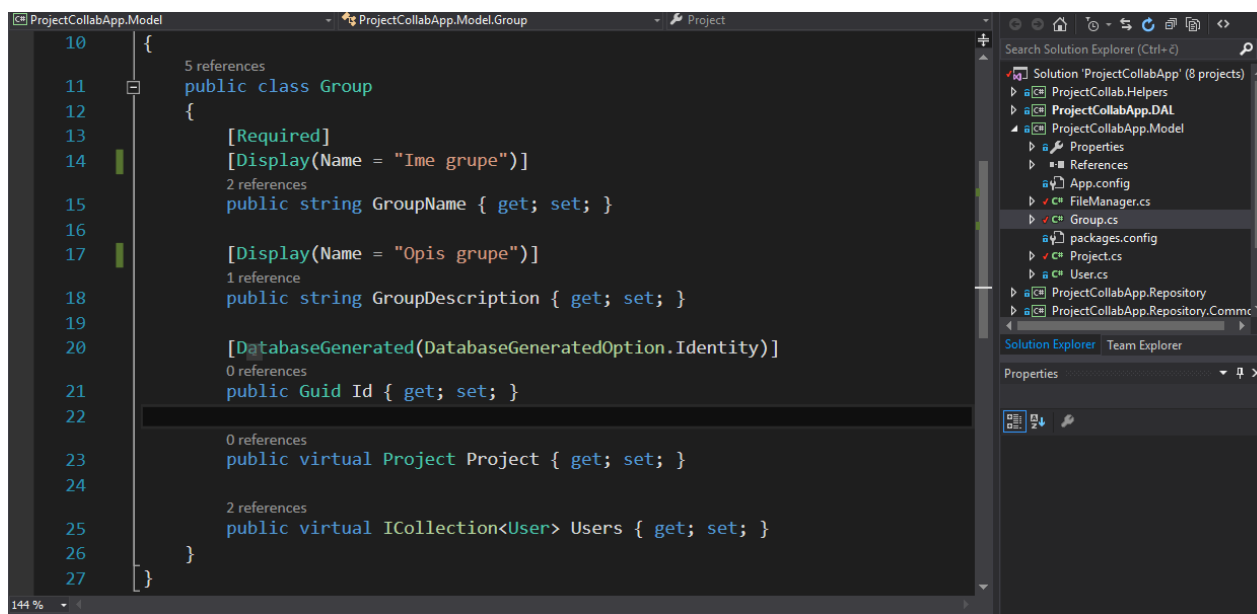 ProjectCollabApp.Model ProjectCollabApp.Model.Group Project
10 {
5 references
11 public class Group
12 {
13 [Required]
14 [Display(Name = "Ime grupe")]
2 references
15 public string GroupName { get; set; }
16
17 [Display(Name = "Opis grupe")]
1 reference
18 public string GroupDescription { get; set; }
19
20 [DatabaseGenerated(DatabaseGeneratedOption.Identity)]
0 references
21 public Guid Id { get; set; }
22
0 references
23 public virtual Project Project { get; set; }
24
2 references
25 public virtual ICollection<User> Users { get; set; }
26 }
27 }
144 %
Search Solution Explorer (Ctrl+č)
Solution 'ProjectCollabApp' (8 projects)
C# ProjectCollab.Helpers
C# ProjectCollabApp.DAL
C# ProjectCollabApp.Model
Properties
References
App.config
C# FileManager.cs
C# Group.cs
packages.config
C# Project.cs
C# User.cs
C# ProjectCollabApp.Repository
C# ProjectCollabApp.Repository.Commo
Solution Explorer Team Explorer
Properties